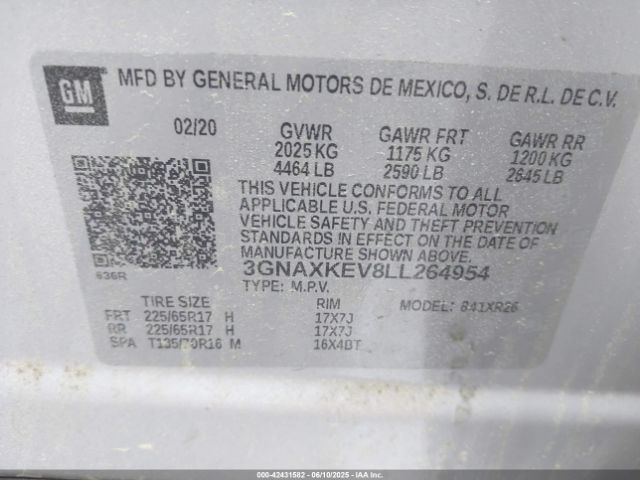 GM
MFD BY GENERAL MOTORS DE MEXICO, S. DE R.L. DE C.V.
02/20 GVWR GAWR FRT GAWR RR
2025 KG 1175 KG 1200 KG
4464 LB 2590 LB 2645 LB
THIS VEHICLE CONFORMS TO ALL
APPLICABLE U.S. FEDERAL MOTOR
VEHICLE SAFETY AND THEFT PREVENTION
STANDARDS IN EFFECT ON THE DATE OF
MANUFACTURE SHOWN ABOVE.
636R 3GNAXKEV8LL264954
TYPE: M.P.V.
TIRE SIZE RIM MODEL:
FRT 225/65R17 H 17X7J
RR 225/65R17 H 17X7J
SPA T135/70R16 M 16X4BT
000-42431582 - 06/10/2025 - IAA Inc.